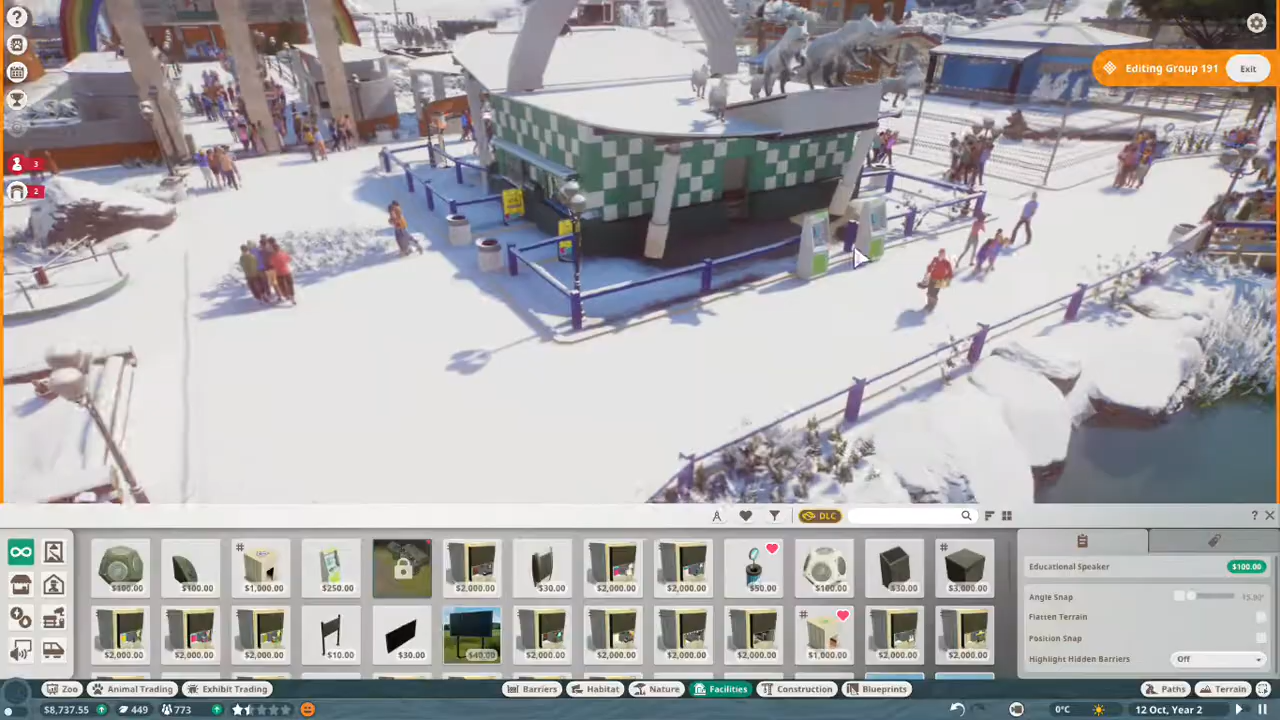 ?
Editing Group 191 Exit
3
2
DLC
?
$100.00 $100.00 $1,000.00 $250.00 $2,000.00 $30.00 $2,000.00 $2,000.00 $50.00 $100.00 $30.00 $3,000.00
$2,000.00 $2,000.00 $2,000.00 $10.00 $30.00 $40.00 $2,000.00 $2,000.00 $2,000.00 $2,000.00 $1,000.00 $2,000.00 $2,000.00
Educational Speaker $100.00
Angle Snap
Flatten Terrain
Position Snap
Highlight Hidden Barriers Off
Zoo Animal Trading Exhibit Trading Barriers Habitat Nature Facilities Construction Blueprints Paths Terrain
$8,737.55 449 773 0°C 12 Oct, Year 2